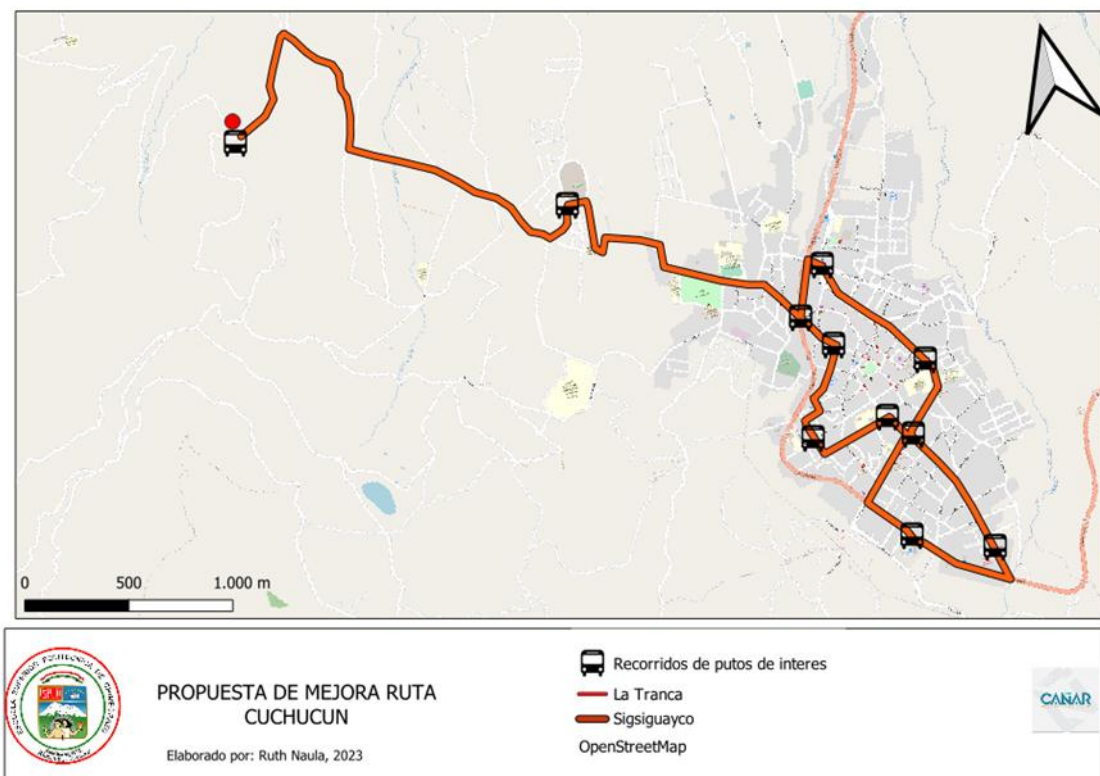 0 500 1.000 m
PROPUESTA DE MEJORA RUTA
CUCHUCUN
Elaborado por: Ruth Naula, 2023
Recorridos de putos de interes
La Tranca
Sigsiguayco
OpenStreetMap
CAÑAR